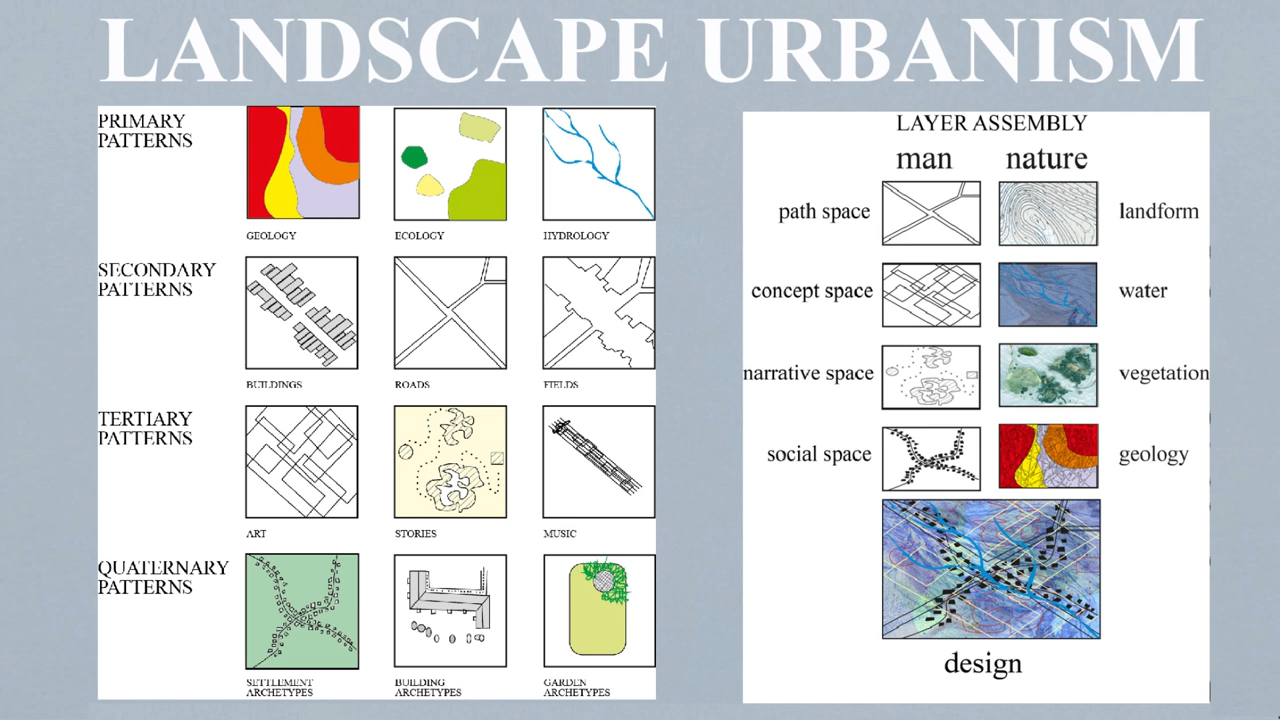 LANDSCAPE URBANISM
PRIMARY
PATTERNS
GEOLOGY
ECOLOGY
HYDROLOGY
SECONDARY
PATTERNS
BUILDINGS
ROADS
FIELDS
TERTIARY
PATTERNS
ART
STORIES
MUSIC
QUATERNARY
PATTERNS
SETTLEMENT
ARCHETYPES
BUILDING
ARCHETYPES
GARDEN
ARCHETYPES
LAYER ASSEMBLY
man nature
path space landform
concept space water
narrative space vegetation
social space geology
design